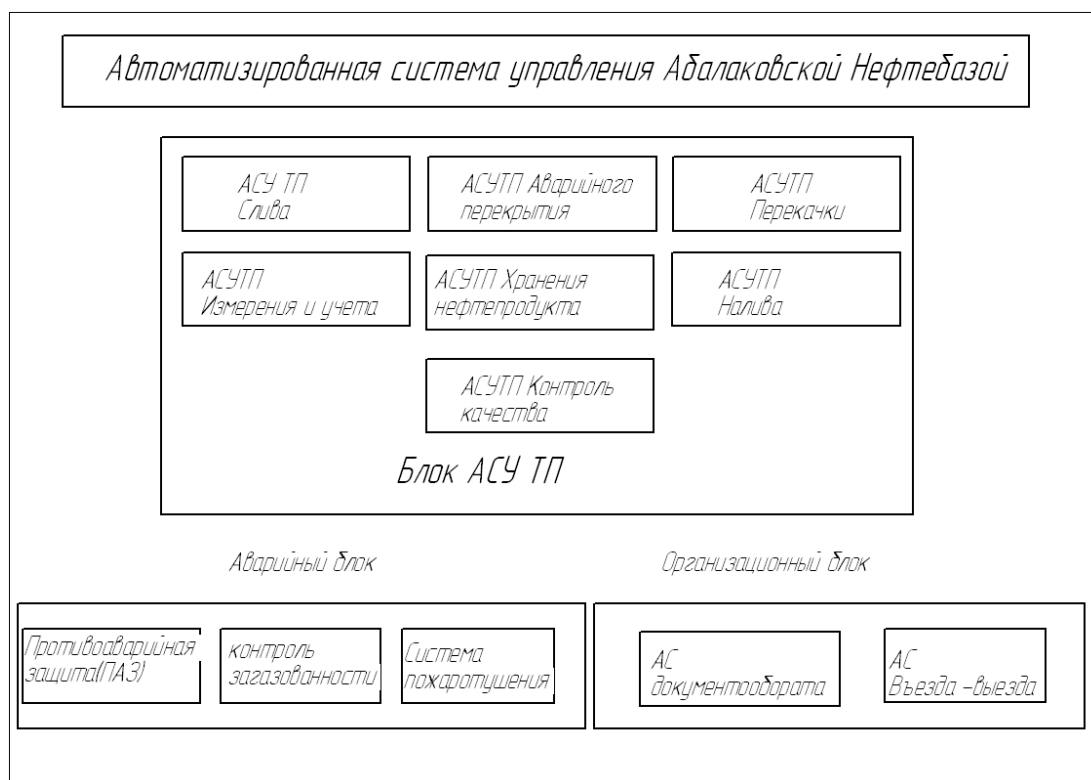 Автоматизированная система управления Абалаковской Нефтебазой
АСУ ТП
Слива
АСУТП Аварийного
перекрытия
АСУТП
Перекачки
АСУТП
Измерения и учета
АСУТП Хранения
нефтепродукта
АСУТП
Налива
АСУТП Контроль
качества
Блок АСУ ТП
Аварийный блок
Организационный блок
Противоаварийная
защита(ПАЗ)
контроль
загазованности
Система
пожаротушения
АС
документообората
АС
Въезда -выезда